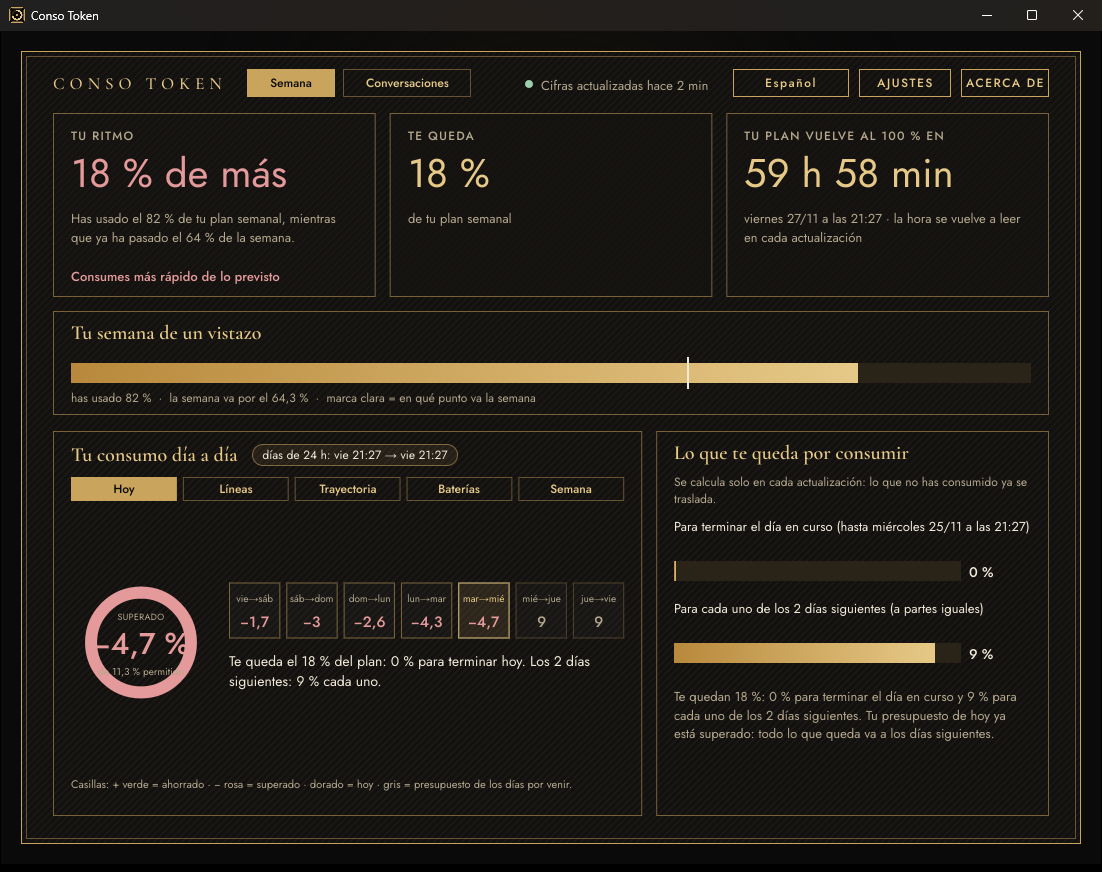 Conso Token
CONSO TOKEN
Semana
Conversaciones
Cifras actualizadas hace 2 min
Español
AJUSTES
ACERCA DE
TU RITMO
18 % de más
Has usado el 82 % de tu plan semanal, mientras
que ya ha pasado el 64 % de la semana.
Consumes más rápido de lo previsto
TE QUEDA
18 %
de tu plan semanal
TU PLAN VUELVE AL 100 % EN
59 h 58 min
viernes 27/11 a las 21:27 · la hora se vuelve a leer
en cada actualización
Tu semana de un vistazo
has usado 82 % · la semana va por el 64,3 % · marca clara = en qué punto va la semana
Tu consumo día a día
días de 24 h: vie 21:27 → vie 21:27
Hoy
Líneas
Trayectoria
Baterías
Semana
SUPERADO
−4,7 %
11,3 % permiti
vie→sáb
−1,7
sáb→dom
−3
dom→lun
−2,6
lun→mar
−4,3
mar→mié
−4,7
mié→jue
9
jue→vie
9
Te queda el 18 % del plan: 0 % para terminar hoy. Los 2 días
siguientes: 9 % cada uno.
Casillas: + verde = ahorrado · − rosa = superado · dorado = hoy · gris = presupuesto de los días por venir.
Lo que te queda por consumir
Se calcula solo en cada actualización: lo que no has consumido ya se
traslada.
Para terminar el día en curso (hasta miércoles 25/11 a las 21:27)
0 %
Para cada uno de los 2 días siguientes (a partes iguales)
9 %
Te quedan 18 %: 0 % para terminar el día en curso y 9 % para
cada uno de los 2 días siguientes. Tu presupuesto de hoy ya
está superado: todo lo que queda va a los días siguientes.